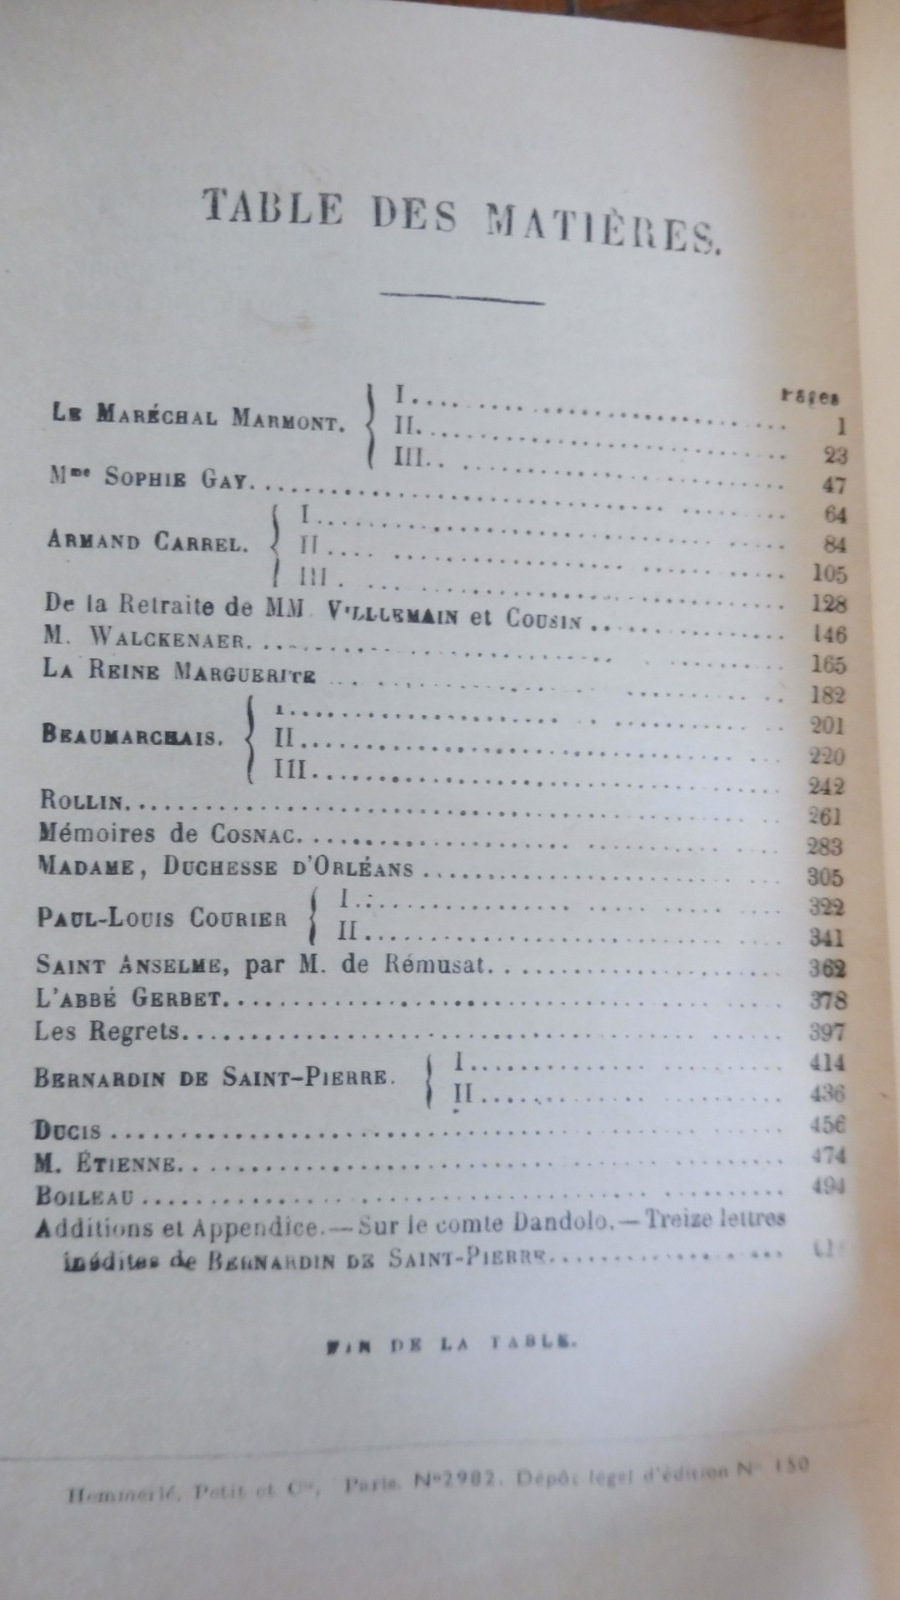 TABLE DES MATIÈRES.
Pages
LE MARÉCHAL MARMONT. I. 1
II. 23
III. 47
Mme SOPHIE GAY. 64
ARMAND CARREL. I. 84
II. 105
III. 128
De la Retraite de MM. VILLEMAIN et COUSIN. 146
M. WALCKENAER. 165
LA REINE MARGUERITE 182
BEAUMARCHAIS. I. 201
II. 220
III. 242
ROLLIN. 261
Mémoires de COSNAC. 283
MADAME, DUCHESSE D'ORLÉANS 305
PAUL-LOUIS COURIER I. 322
II. 341
SAINT ANSELME, par M. de Rémusat. 362
L'ABBÉ GERBET. 378
Les Regrets. 397
BERNARDIN DE SAINT-PIERRE. I. 414
II. 436
DUCIS 456
M. ÉTIENNE. 474
BOILEAU 494
Additions et Appendice.—Sur le comte Dandolo.—Treize lettres
inédites de BERNARDIN DE SAINT-PIERRE.
FIN DE LA TABLE.
Hemmerlé, Petit et Cie, Paris. N°2982. Dépôt légal d'édition N° 150